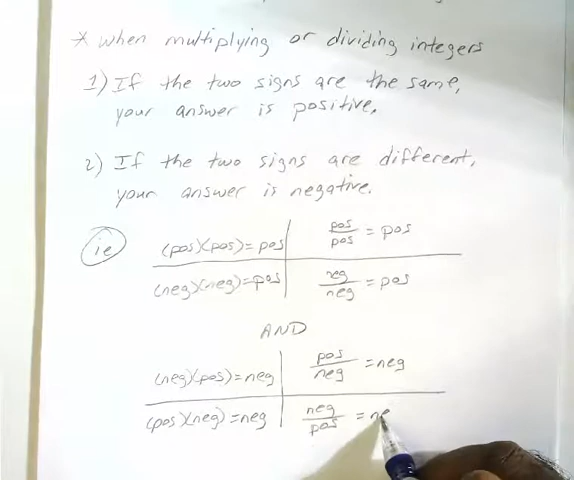 * when multiplying or dividing integers
1) If the two signs are the same,
your answer is positive.
2) If the two signs are different,
your answer is negative.
ie
(pos)(pos)=pos
pos/pos = pos
(neg)(neg)=pos
neg/neg = pos
AND
(neg)(pos)=neg
pos/neg = neg
(pos)(neg)=neg
neg/pos = ne